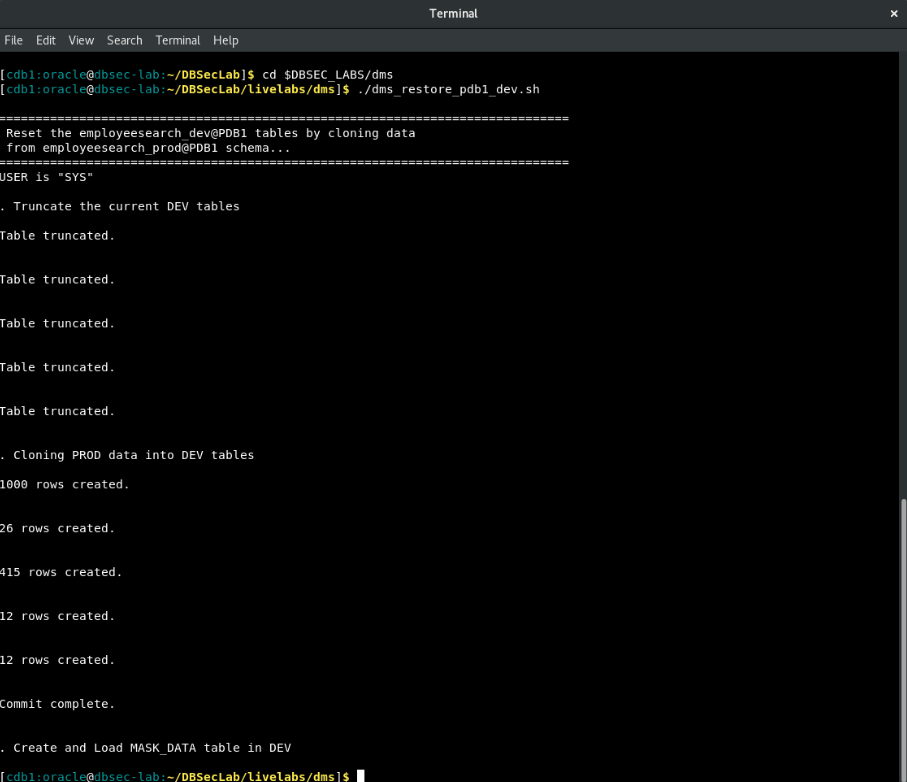 Terminal
×
File Edit View Search Terminal Help
[cdb1:oracle@dbsec-lab:~/DBSecLab]$ cd $DBSEC_LABS/dms
[cdb1:oracle@dbsec-lab:~/DBSecLab/livelabs/dms]$ ./dms_restore_pdb1_dev.sh
==============================================================================
Reset the employeesearch_dev@PDB1 tables by cloning data
from employeesearch_prod@PDB1 schema...
==============================================================================
USER is "SYS"
. Truncate the current DEV tables
Table truncated.
Table truncated.
Table truncated.
Table truncated.
Table truncated.
. Cloning PROD data into DEV tables
1000 rows created.
26 rows created.
415 rows created.
12 rows created.
12 rows created.
Commit complete.
. Create and Load MASK_DATA table in DEV
[cdb1:oracle@dbsec-lab:~/DBSecLab/livelabs/dms]$